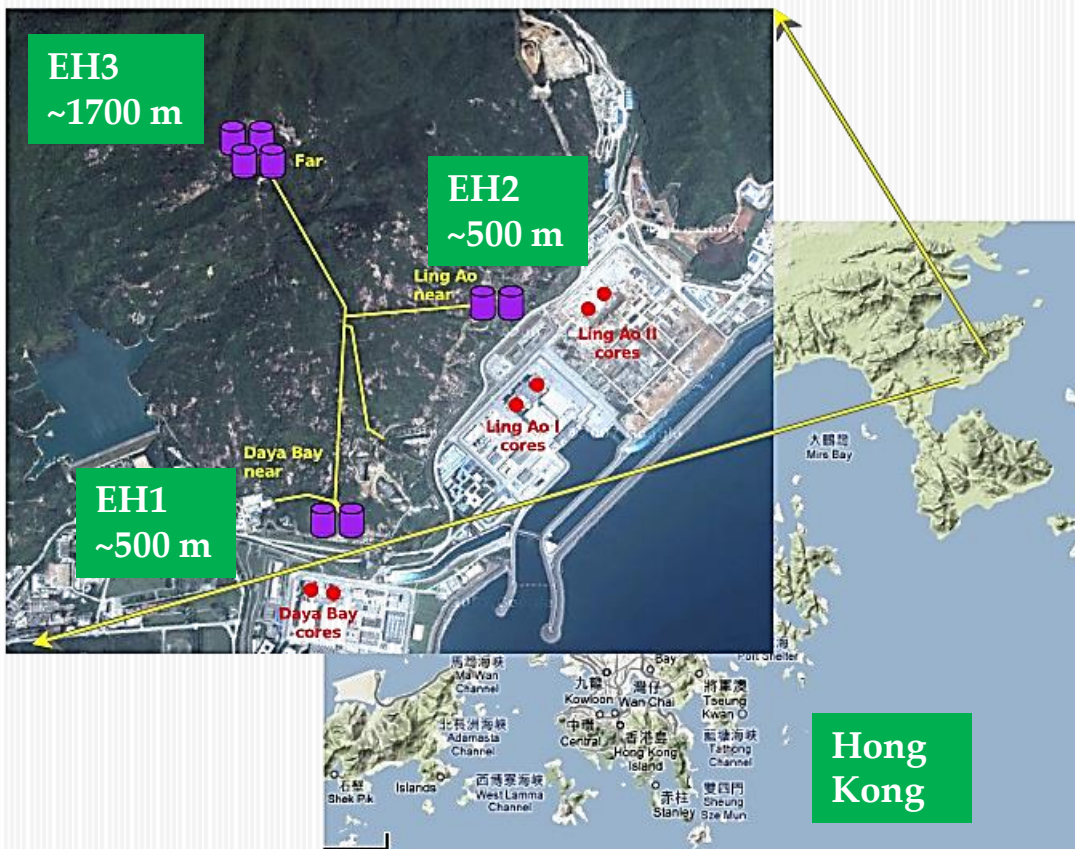 EH3
~1700 m
Far
EH2
~500 m
Ling Ao
near
Ling Ao II
cores
Ling Ao I
cores
Daya Bay
near
EH1
~500 m
Daya Bay
cores
大鵬灣
Mirs Bay
Port Shelter
馬灣海峽
Ma Wan
Channel
Bay
九龍
Kowloon
灣仔
Wan Chai
將軍澳
Tseung
Kwan O
中環
Central
香港島
Hong Kong
Island
北長洲海峽
Adamasta
Channel
藍塘海峽
Tathong
Channel
石壁
Shek Pik
Islands
西博寮海峽
West Lamma
Channel
赤柱
Stanley
雙四門
Sheung
Sze Mun
Hong
Kong